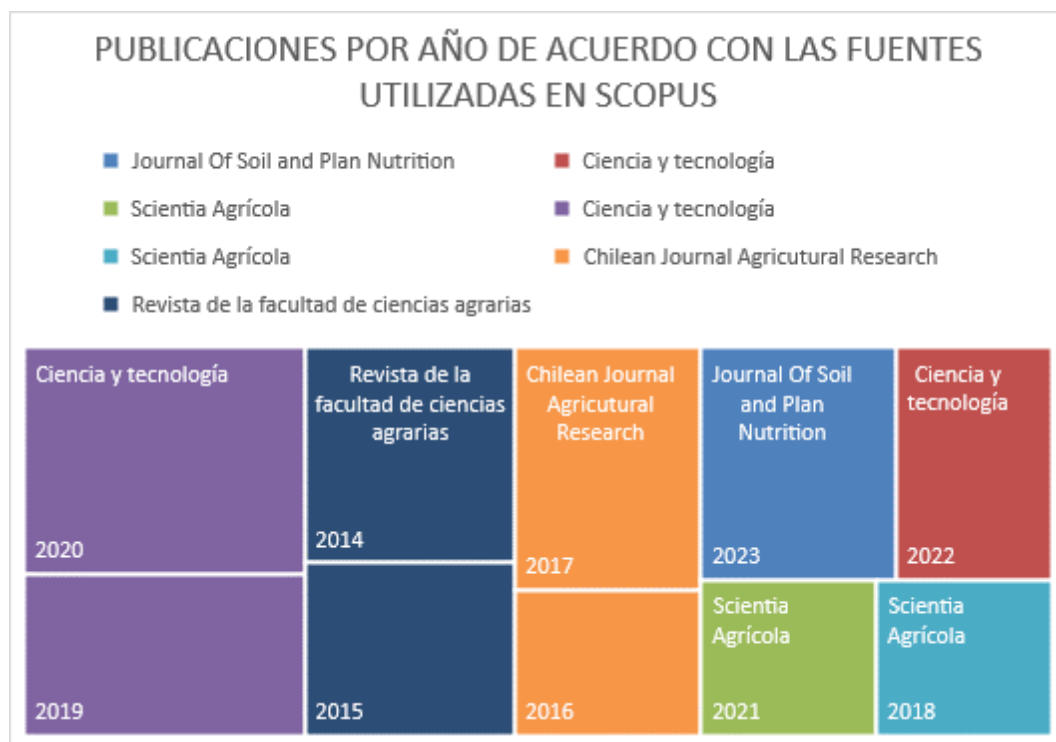 PUBLICACIONES POR AÑO DE ACUERDO CON LAS FUENTES
UTILIZADAS EN SCOPUS
Journal Of Soil and Plan Nutrition
Ciencia y tecnología
Scientia Agrícola
Ciencia y tecnología
Scientia Agrícola
Chilean Journal Agricutural Research
Revista de la facultad de ciencias agrarias
Ciencia y tecnología
2020
2019
Revista de la
facultad de ciencias
agrarias
2014
2015
Chilean Journal
Agricutural
Research
2017
2016
Journal Of Soil
and Plan
Nutrition
2023
Ciencia y
tecnología
2022
Scientia
Agrícola
2021
Scientia
Agrícola
2018